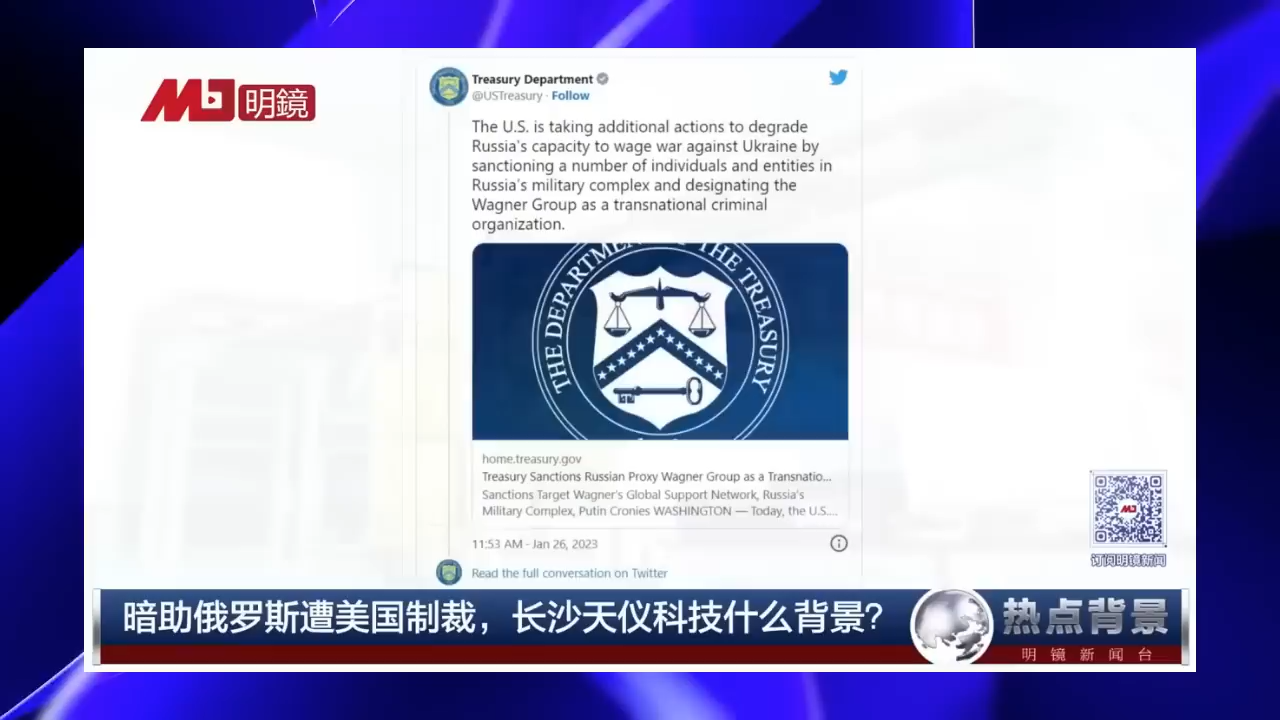 明鏡
Treasury Department
@USTreasury · Follow
The U.S. is taking additional actions to degrade
Russia's capacity to wage war against Ukraine by
sanctioning a number of individuals and entities in
Russia's military complex and designating the
Wagner Group as a transnational criminal
organization.
THE DEPARTMENT OF THE TREASURY
home.treasury.gov
Treasury Sanctions Russian Proxy Wagner Group as a Transnatio...
Sanctions Target Wagner's Global Support Network, Russia's
Military Complex, Putin Cronies WASHINGTON — Today, the U.S....
11:53 AM · Jan 26, 2023
Read the full conversation on Twitter
订阅明镜新闻
暗助俄罗斯遭美国制裁，长沙天仪科技什么背景？
热点背景
明镜新闻台